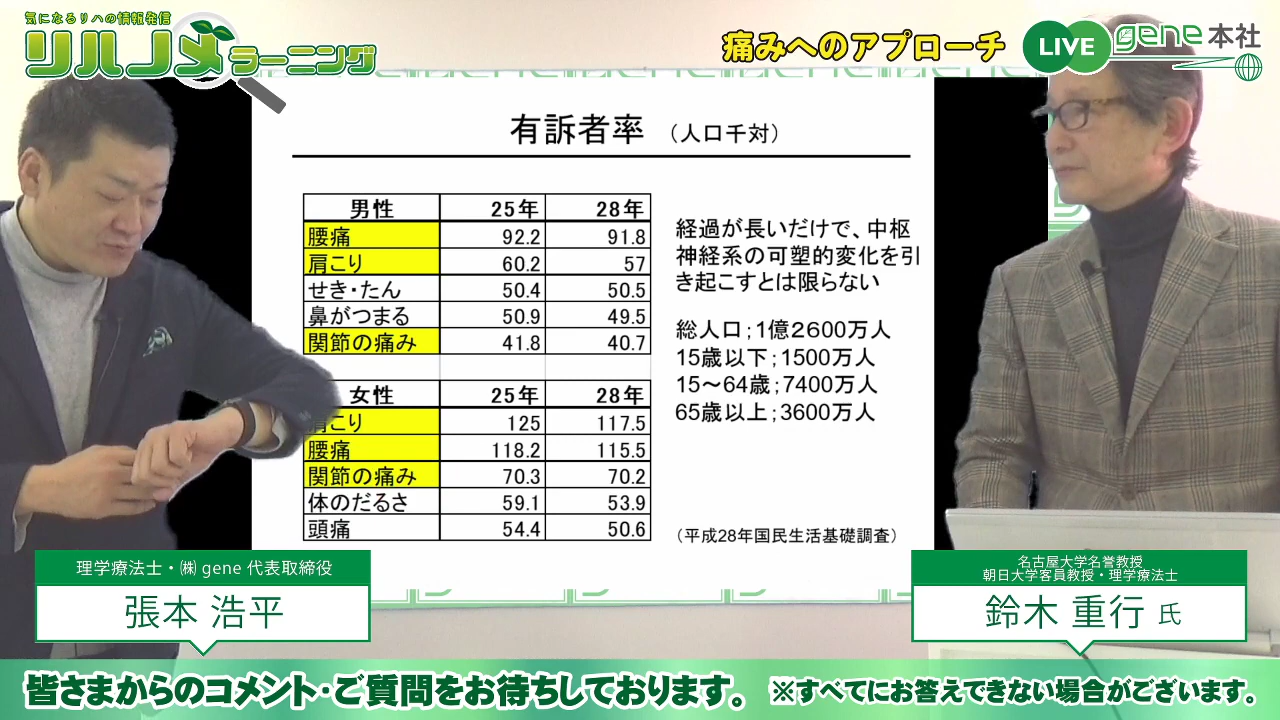 気になるリハの情報発信
リハノメ
ラーニング
痛みへのアプローチ
LIVE
gene 本社
有訴者率 (人口千対)
男性 25年 28年
腰痛 92.2 91.8
肩こり 60.2 57
せき・たん 50.4 50.5
鼻がつまる 50.9 49.5
関節の痛み 41.8 40.7
女性 25年 28年
肩こり 125 117.5
腰痛 118.2 115.5
関節の痛み 70.3 70.2
体のだるさ 59.1 53.9
頭痛 54.4 50.6
経過が長いだけで、中枢
神経系の可塑的変化を引
き起こすとは限らない
総人口;1億2600万人
15歳以下;1500万人
15～64歳;7400万人
65歳以上;3600万人
(平成28年国民生活基礎調査)
理学療法士・㈱ gene 代表取締役
張本 浩平
名古屋大学名誉教授
朝日大学客員教授・理学療法士
鈴木 重行 氏
皆さまからのコメント・ご質問をお待ちしております。 ※すべてにお答えできない場合がございます。